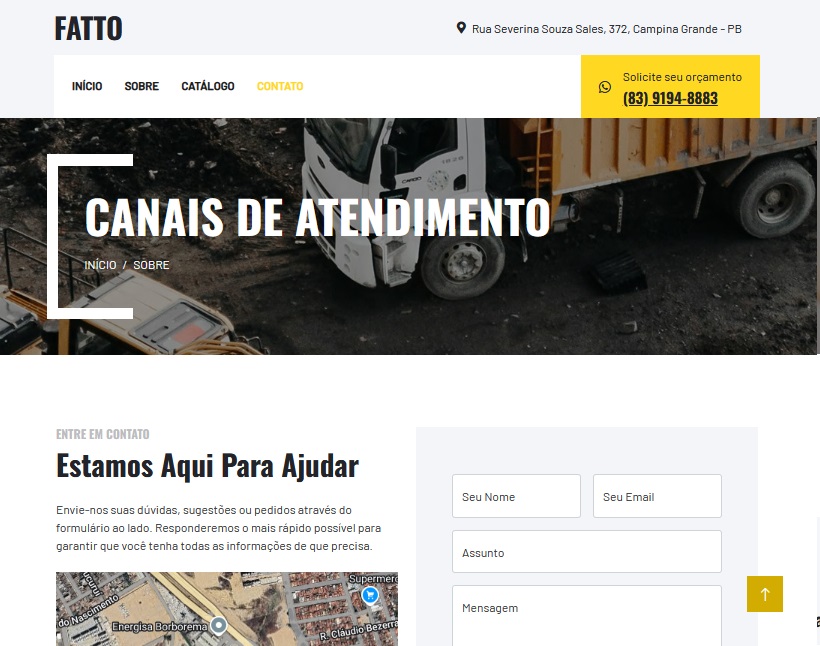 FATTO
Rua Severina Souza Sales, 372, Campina Grande - PB
INÍCIO
SOBRE
CATÁLOGO
CONTATO
Solicite seu orçamento
(83) 9194-8883
CANAIS DE ATENDIMENTO
INÍCIO / SOBRE
ENTRE EM CONTATO
Estamos Aqui Para Ajudar
Envie-nos suas dúvidas, sugestões ou pedidos através do
formulário ao lado. Responderemos o mais rápido possível para
garantir que você tenha todas as informações de que precisa.
Supermerc
do Nascimento
Energisa Borborema
R. Cláudio Bezerra
Seu Nome
Seu Email
Assunto
Mensagem